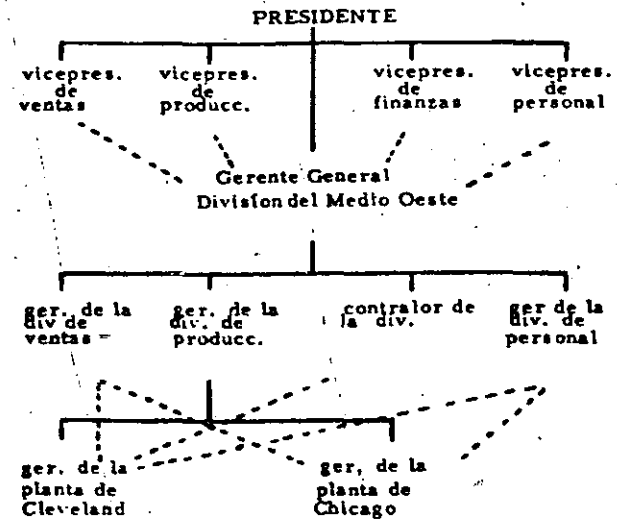 PRESIDENTE
vicepres.
de
ventas
vicepres.
de
producc.
vicepres.
de
finanzas
vicepres.
de
personal
Gerente General
Division del Medio Oeste
ger. de la
div de
ventas
ger. de la
div. de
producc.
contralor de
la div.
ger de la
div. de
personal
ger. de la
planta de
Cleveland
ger, de la
planta de
Chicago